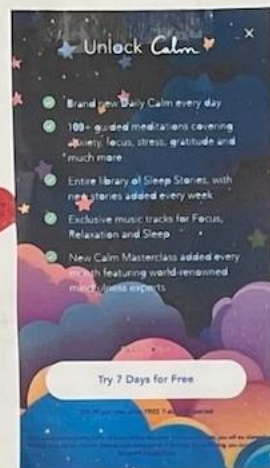 Unlock Calm
Brand new Daily Calm every day
100+ guided meditations covering
anxiety, focus, stress, gratitude and
much more
Entire library of Sleep Stories, with
new stories added every week
Exclusive music tracks for Focus,
Relaxation and Sleep
New Calm Masterclass added every
month featuring world-renowned
mindfulness experts
Try 7 Days for Free